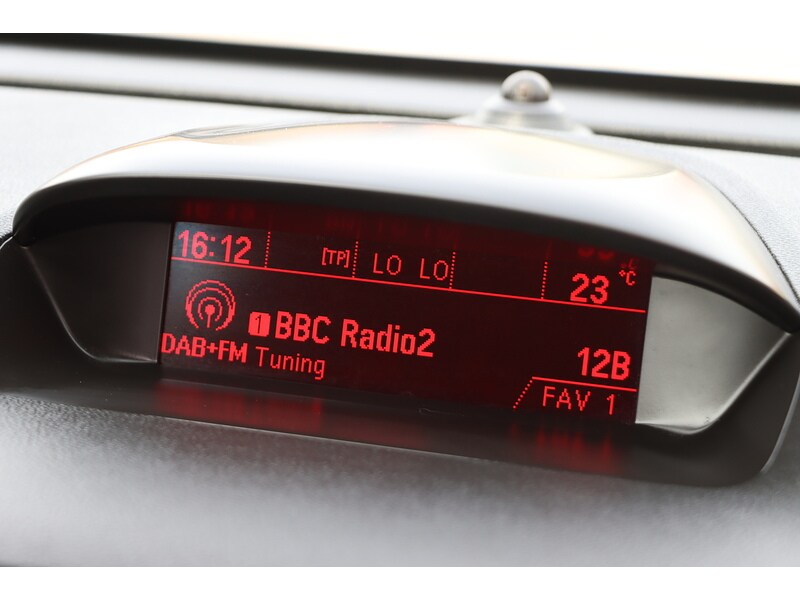 16:12 [TP] LO LO 23 °C
1 BBC Radio2
DAB+FM Tuning 12B
FAV 1